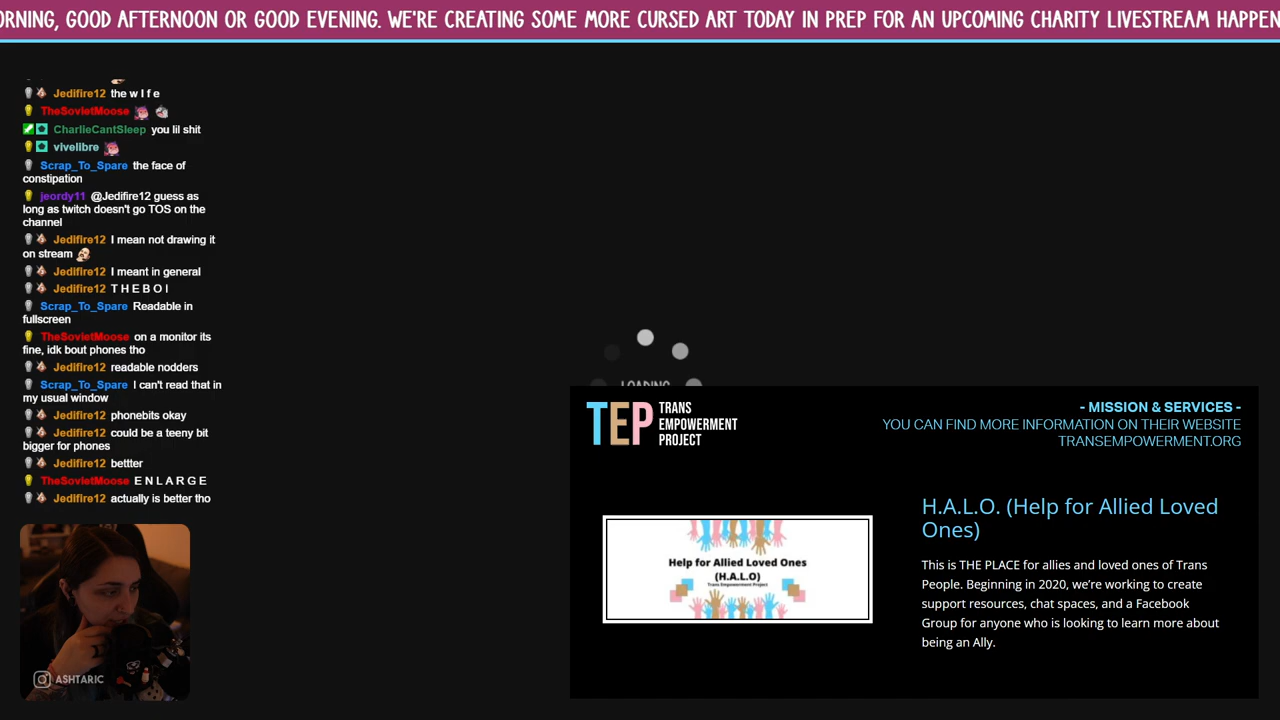 ORNING, GOOD AFTERNOON OR GOOD EVENING. WE'RE CREATING SOME MORE CURSED ART TODAY IN PREP FOR AN UPCOMING CHARITY LIVESTREAM HAPPEN
Jedifire12 the w I f e
TheSovietMoose
CharlieCantSleep you lil shit
vivelibre
Scrap_To_Spare the face of
constipation
jeordy11 @Jedifire12 guess as
long as twitch doesn't go TOS on the
channel
Jedifire12 I mean not drawing it
on stream
Jedifire12 I meant in general
Jedifire12 T H E B O I
Scrap_To_Spare Readable in
fullscreen
TheSovietMoose on a monitor its
fine, idk bout phones tho
Jedifire12 readable nodders
Scrap_To_Spare I can't read that in
my usual window
Jedifire12 phonebits okay
Jedifire12 could be a teeny bit
bigger for phones
Jedifire12 bettter
TheSovietMoose E N L A R G E
Jedifire12 actually is better tho
ASHTARIC
LOADING
TEP TRANS
EMPOWERMENT
PROJECT
- MISSION & SERVICES -
YOU CAN FIND MORE INFORMATION ON THEIR WEBSITE
TRANSEMPOWERMENT.ORG
Help for Allied Loved Ones
(H.A.L.O)
Trans Empowerment Project
H.A.L.O. (Help for Allied Loved
Ones)
This is THE PLACE for allies and loved ones of Trans
People. Beginning in 2020, we're working to create
support resources, chat spaces, and a Facebook
Group for anyone who is looking to learn more about
being an Ally.